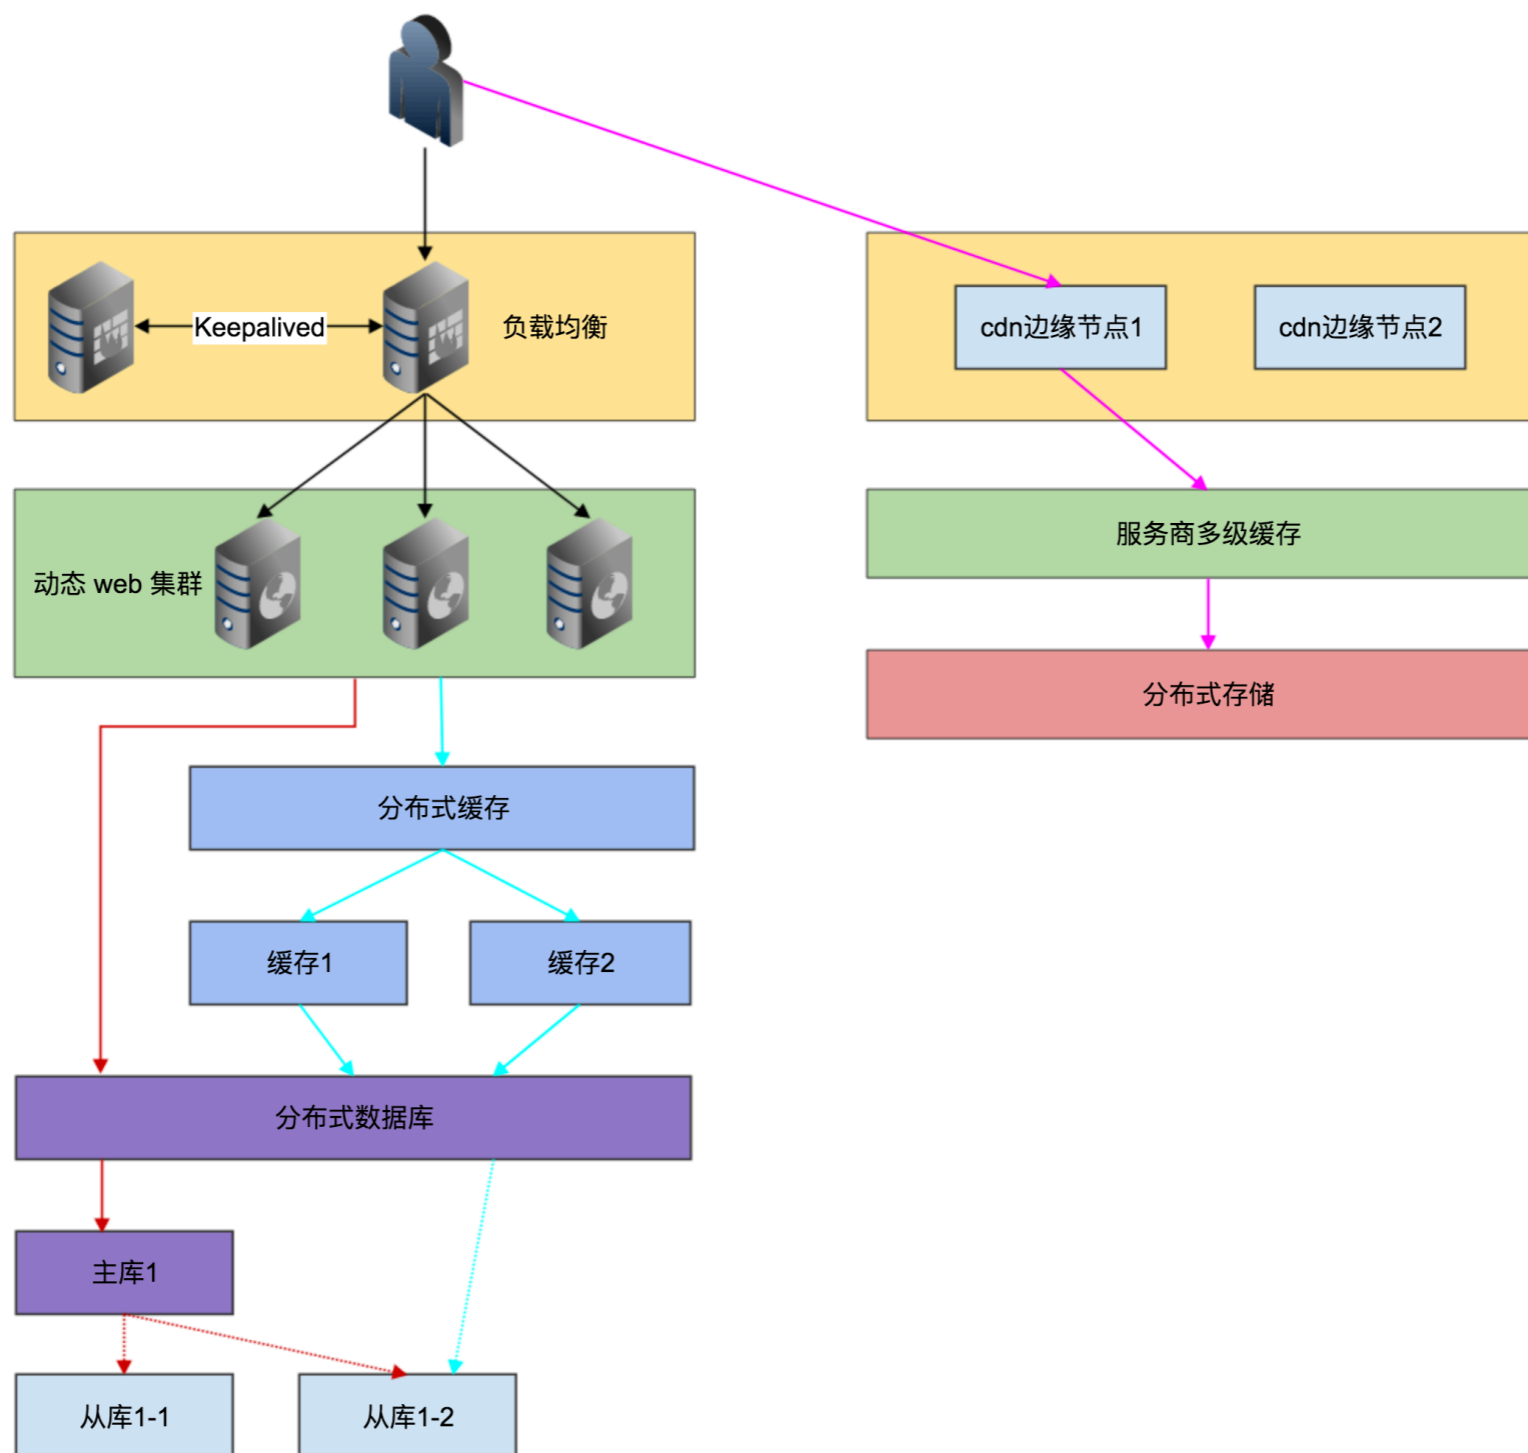 Keepalived
负载均衡
cdn边缘节点1
cdn边缘节点2
动态 web 集群
服务商多级缓存
分布式存储
分布式缓存
缓存1
缓存2
分布式数据库
主库1
从库1-1
从库1-2